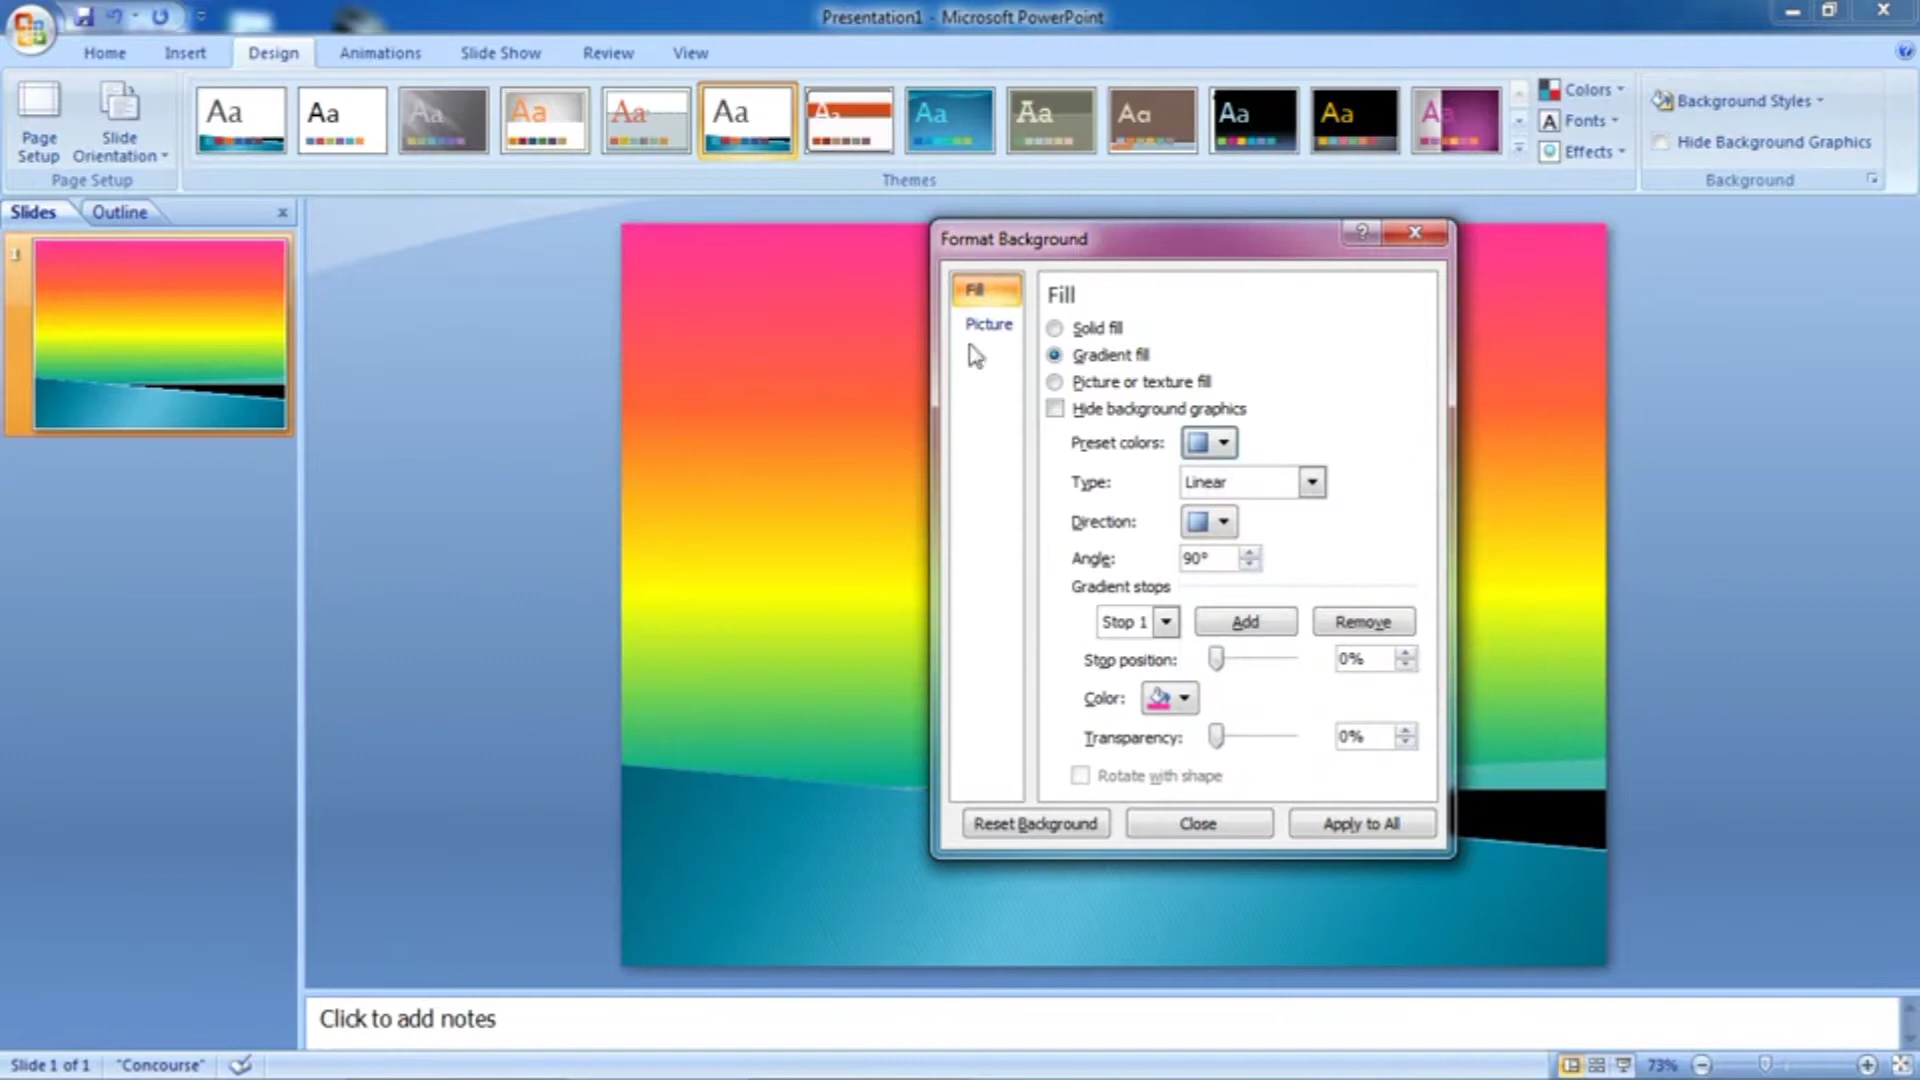 Presentation1 - Microsoft PowerPoint
Home Insert Design Animations Slide Show Review View
Page Setup
Slide Orientation
Page Setup
Aa Aa Aa Aa Aa Aa Aa Aa Aa Aa Aa Aa Aa
Themes
Colors
Fonts
Effects
Background Styles
Hide Background Graphics
Background
Slides Outline
1
Format Background
Fill
Picture
Fill
Solid fill
Gradient fill
Picture or texture fill
Hide background graphics
Preset colors:
Type: Linear
Direction:
Angle: 90°
Gradient stops
Stop 1 Add Remove
Stop position: 0%
Color:
Transparency: 0%
Rotate with shape
Reset Background Close Apply to All
Click to add notes
Slide 1 of 1 "Concourse" 73%